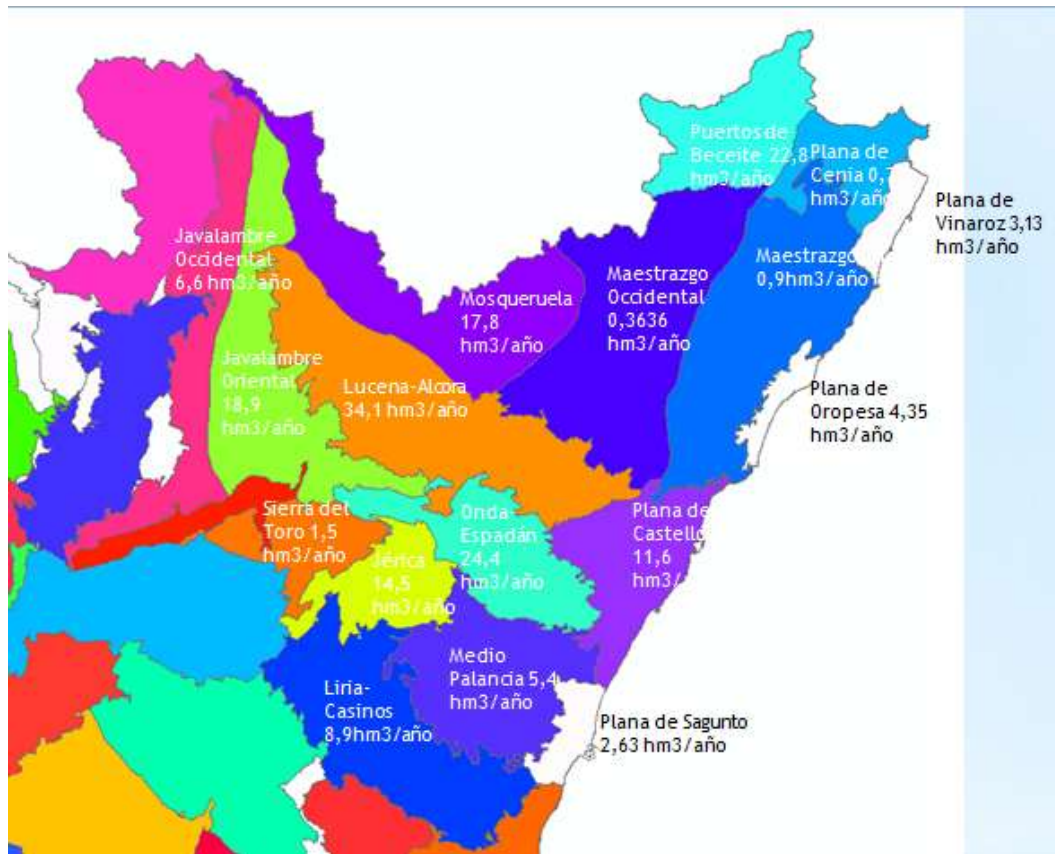 Puertos de
Beceite 22,8
hm3/año
Plana de
Cenia 0,7
hm3/año
Plana de
Vinaroz 3,13
hm3/año
Javalambre
Occidental
6,6 hm3/año
Maestrazgo
0,9hm3/año
Maestrazgo
Occidental
0,3636
hm3/año
Mosqueruela
17,8
hm3/año
Javalambre
Oriental
18,9
hm3/año
Lucena-Alcora
34,1 hm3/año
Plana de
Oropesa 4,35
hm3/año
Sierra del
Toro 1,5
hm3/año
Onda-
Espadán
24,4
hm3/año
Plana de
Castelló
11,6
hm3/
Jérica
14,5
hm3/año
Medio
Palancia 5,4
hm3/año
Liria-
Casinos
8,9hm3/año
Plana de Sagunto
2,63 hm3/año